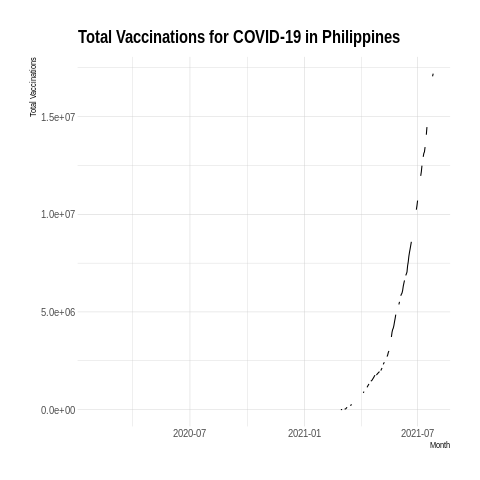 Total Vaccinations for COVID-19 in Philippines
Total Vaccinations
1.5e+07
1.0e+07
5.0e+06
0.0e+00
2020-07
2021-01
2021-07
Month